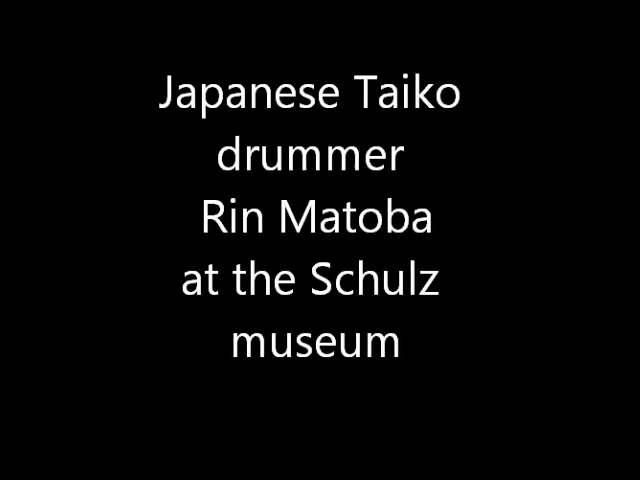 Japanese Taiko
drummer
Rin Matoba
at the Schulz
museum